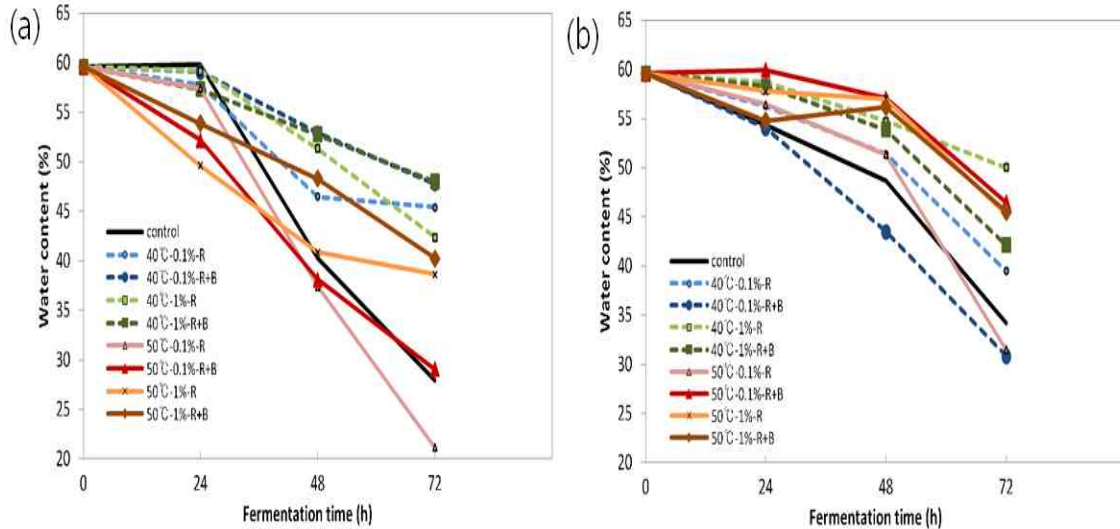 (a)
65
60
55
50
45
40
35
30
25
20
Water content (%)
control
40℃-0.1%-R
40℃-0.1%-R+B
40℃-1%-R
40℃-1%-R+B
50℃-0.1%-R
50℃-0.1%-R+B
50℃-1%-R
50℃-1%-R+B
0 24 48 72
Fermentation time (h)
(b)
65
60
55
50
45
40
35
30
25
20
Water content (%)
control
40℃-0.1%-R
40℃-0.1%-R+B
40℃-1%-R
40℃-1%-R+B
50℃-0.1%-R
50℃-0.1%-R+B
50℃-1%-R
50℃-1%-R+B
0 24 48 72
Fermentation time (h)